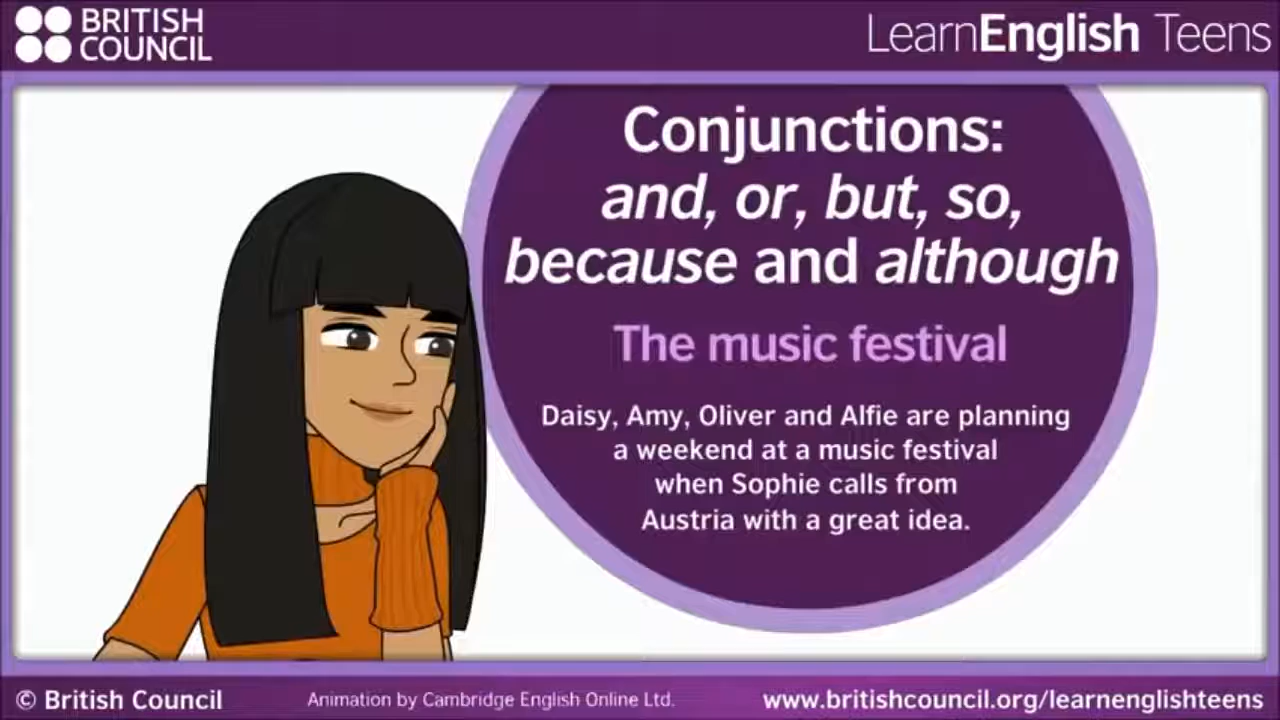 BRITISH
COUNCIL
LearnEnglish Teens
Conjunctions:
and, or, but, so,
because and although
The music festival
Daisy, Amy, Oliver and Alfie are planning
a weekend at a music festival
when Sophie calls from
Austria with a great idea.
© British Council
Animation by Cambridge English Online Ltd.
www.britishcouncil.org/learnenglishteens